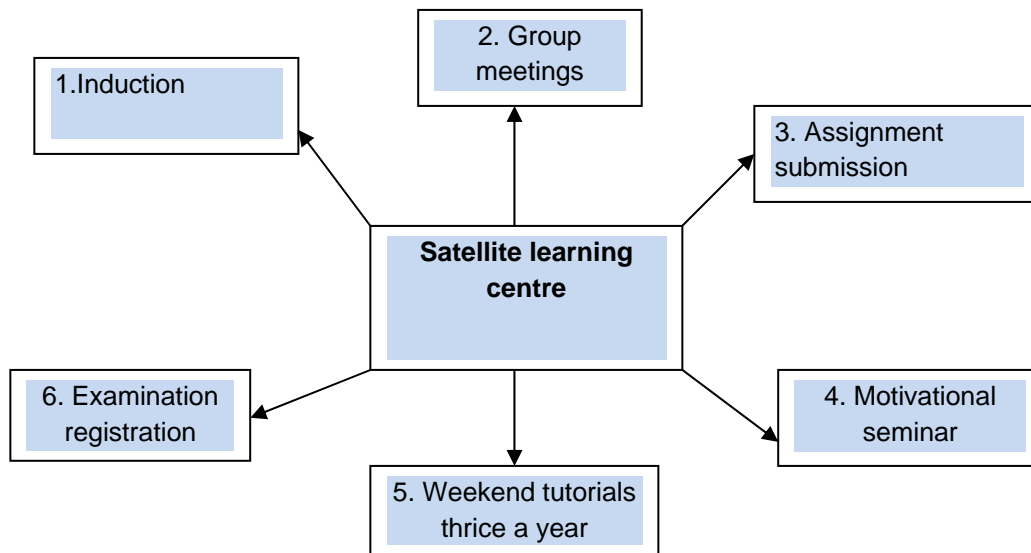 1.Induction
2. Group
meetings
3. Assignment
submission
Satellite learning
centre
4. Motivational
seminar
5. Weekend tutorials
thrice a year
6. Examination
registration